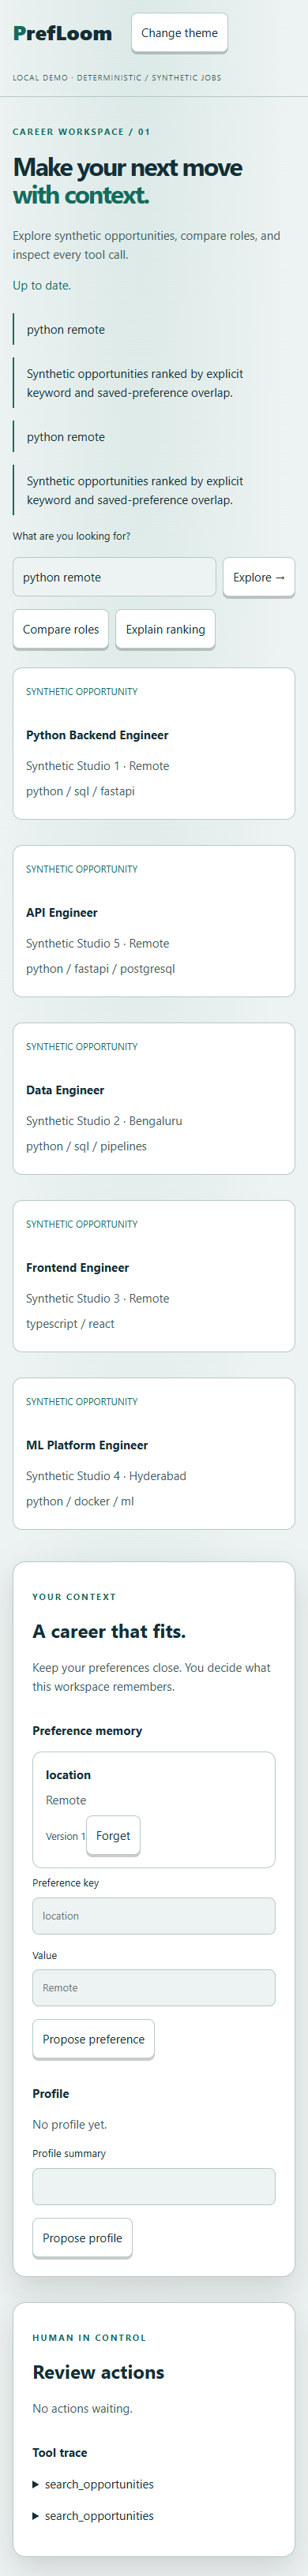 PrefLoom
Change theme
LOCAL DEMO · DETERMINISTIC / SYNTHETIC JOBS
CAREER WORKSPACE / 01
Make your next move
with context.
Explore synthetic opportunities, compare roles, and
inspect every tool call.
Up to date.
python remote
Synthetic opportunities ranked by explicit
keyword and saved-preference overlap.
python remote
Synthetic opportunities ranked by explicit
keyword and saved-preference overlap.
What are you looking for?
python remote
Explore →
Compare roles
Explain ranking
SYNTHETIC OPPORTUNITY
Python Backend Engineer
Synthetic Studio 1 · Remote
python / sql / fastapi
SYNTHETIC OPPORTUNITY
API Engineer
Synthetic Studio 5 · Remote
python / fastapi / postgresql
SYNTHETIC OPPORTUNITY
Data Engineer
Synthetic Studio 2 · Bengaluru
python / sql / pipelines
SYNTHETIC OPPORTUNITY
Frontend Engineer
Synthetic Studio 3 · Remote
typescript / react
SYNTHETIC OPPORTUNITY
ML Platform Engineer
Synthetic Studio 4 · Hyderabad
python / docker / ml
YOUR CONTEXT
A career that fits.
Keep your preferences close. You decide what
this workspace remembers.
Preference memory
location
Remote
Version 1
Forget
Preference key
location
Value
Remote
Propose preference
Profile
No profile yet.
Profile summary
Propose profile
HUMAN IN CONTROL
Review actions
No actions waiting.
Tool trace
search_opportunities
search_opportunities